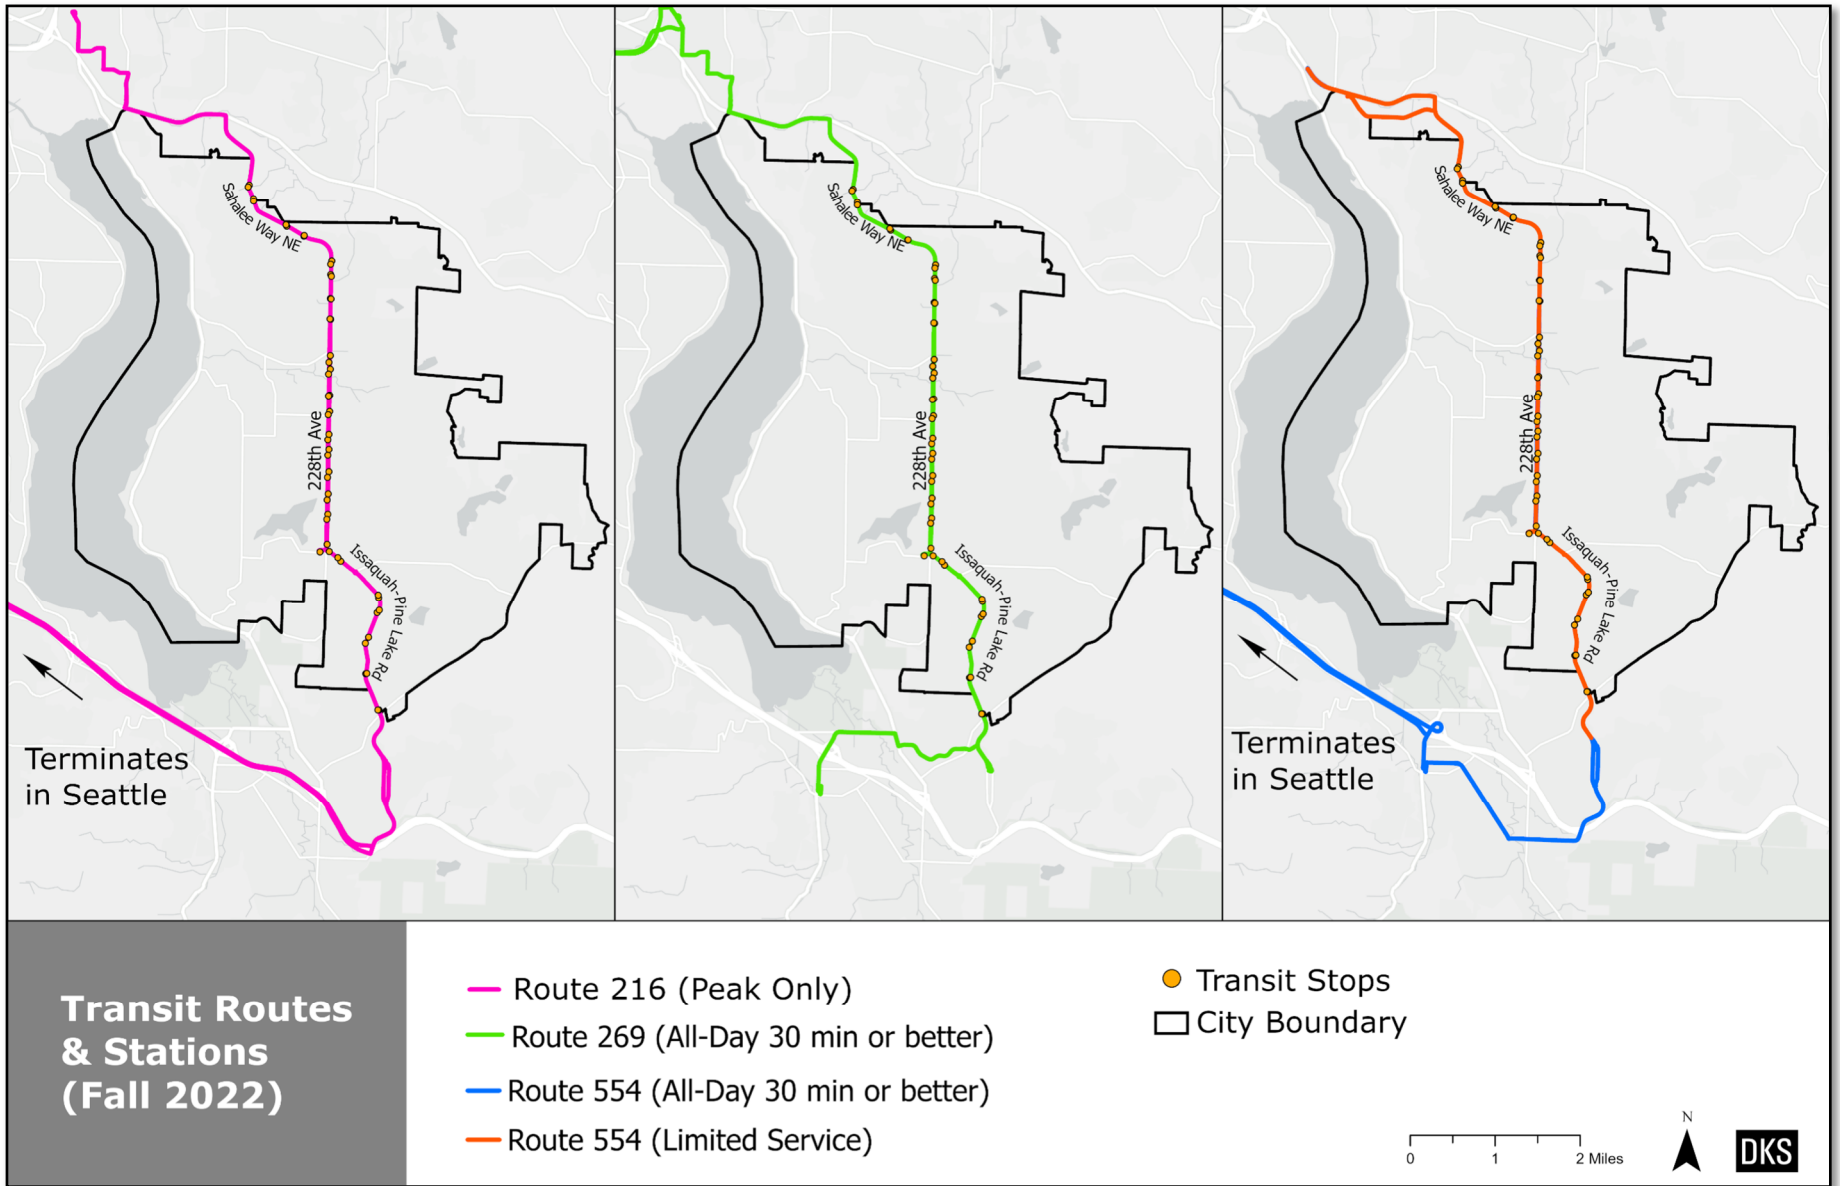 Sahalee Way NE
228th Ave
Issaquah-Pine Lake Rd
Terminates
in Seattle
Sahalee Way NE
228th Ave
Issaquah-Pine Lake Rd
Sahalee Way NE
228th Ave
Issaquah-Pine Lake Rd
Terminates
in Seattle
Transit Routes
& Stations
(Fall 2022)
Route 216 (Peak Only)
Route 269 (All-Day 30 min or better)
Route 554 (All-Day 30 min or better)
Route 554 (Limited Service)
Transit Stops
City Boundary
0 1 2 Miles
N
DKS